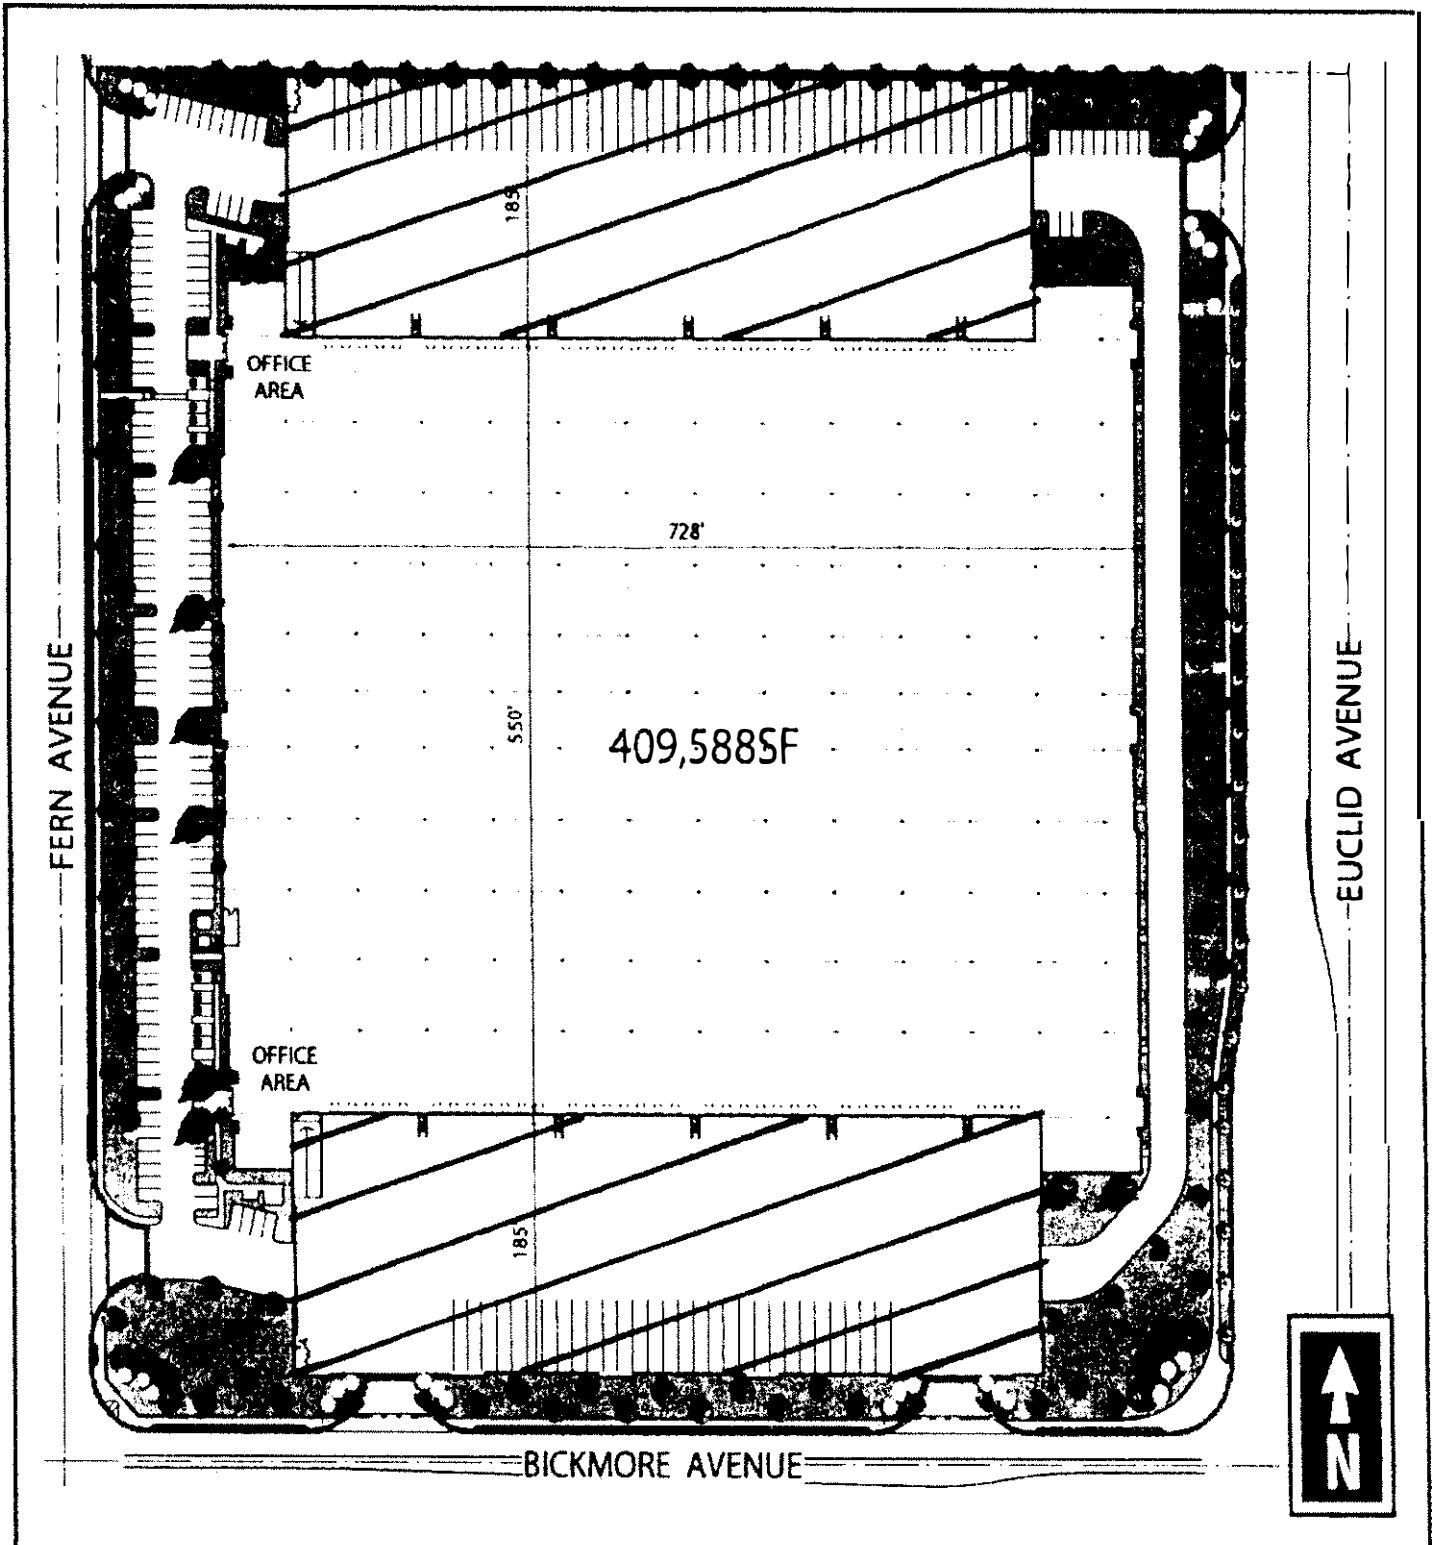 185'
OFFICE
AREA
728'
FERN AVENUE
550'
409,588SF
EUCLID AVENUE
OFFICE
AREA
185'
BICKMORE AVENUE
N